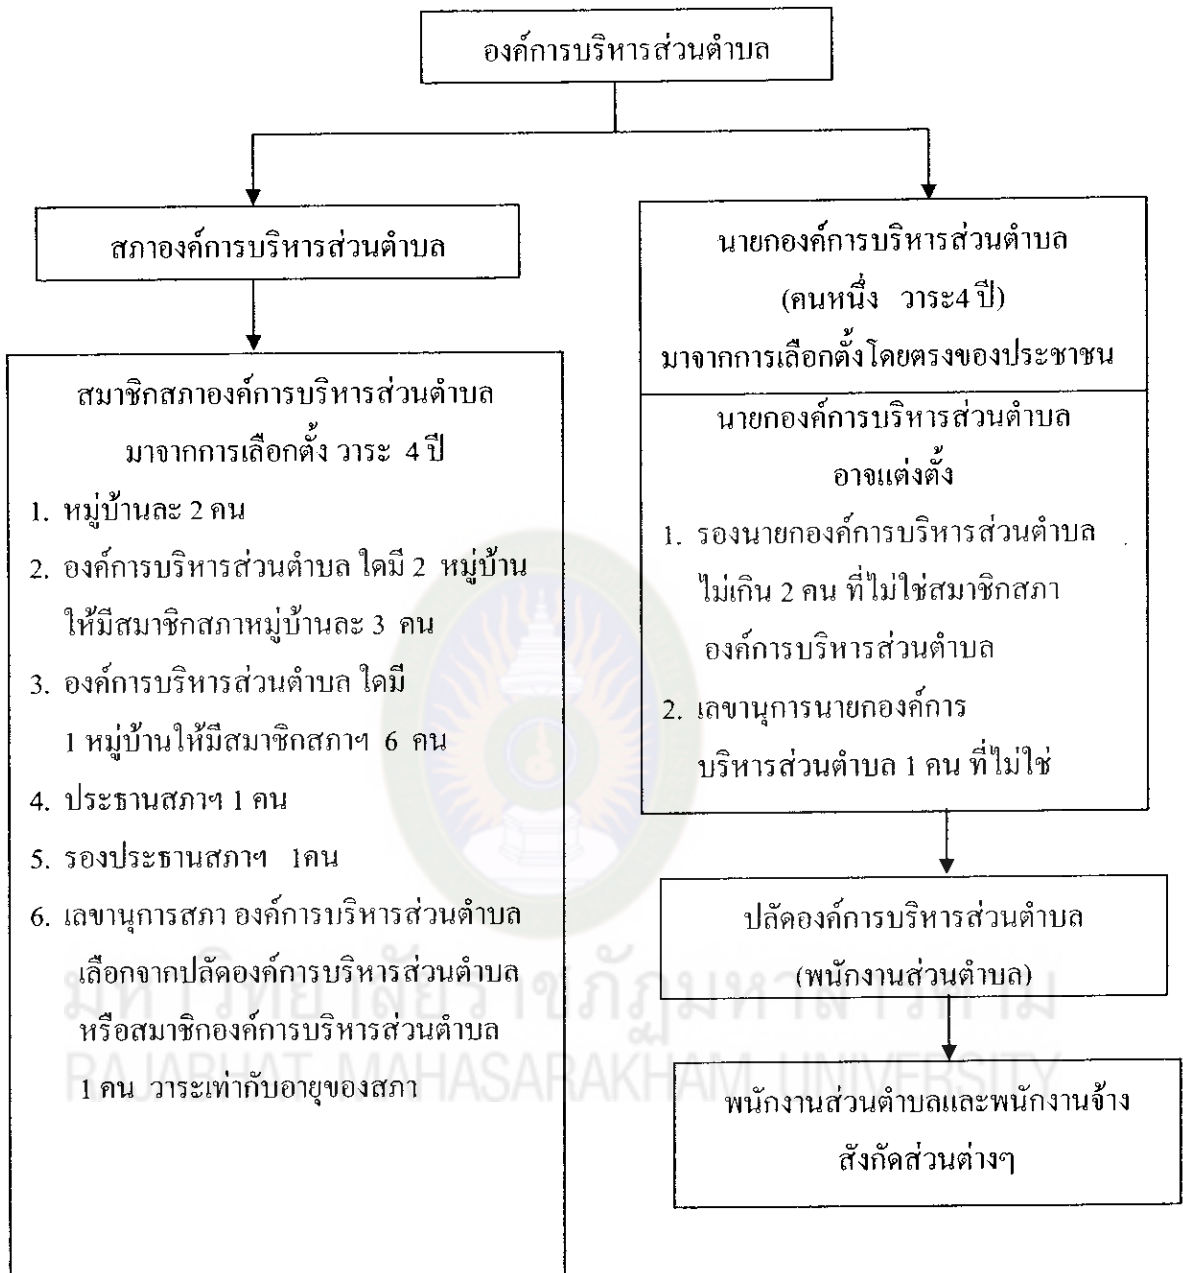 องค์การบริหารส่วนตำบล
สภาองค์การบริหารส่วนตำบล
สมาชิกสภาองค์การบริหารส่วนตำบล
มาจากการเลือกตั้ง วาระ 4 ปี
1. หมู่บ้านละ 2 คน
2. องค์การบริหารส่วนตำบล ใดมี 2 หมู่บ้าน
ให้มีสมาชิกสภาหมู่บ้านละ 3 คน
3. องค์การบริหารส่วนตำบล ใดมี
1 หมู่บ้านให้มีสมาชิกสภาฯ 6 คน
4. ประธานสภาฯ 1 คน
5. รองประธานสภาฯ 1คน
6. เลขานุการสภา องค์การบริหารส่วนตำบล
เลือกจากปลัดองค์การบริหารส่วนตำบล
หรือสมาชิกองค์การบริหารส่วนตำบล
1 คน วาระเท่ากับอายุของสภา
นายกองค์การบริหารส่วนตำบล
(คนหนึ่ง วาระ4 ปี)
มาจากการเลือกตั้งโดยตรงของประชาชน
นายกองค์การบริหารส่วนตำบล
อาจแต่งตั้ง
1. รองนายกองค์การบริหารส่วนตำบล
ไม่เกิน 2 คน ที่ไม่ใช่สมาชิกสภา
องค์การบริหารส่วนตำบล
2. เลขานุการนายกองค์การ
บริหารส่วนตำบล 1 คน ที่ไม่ใช่
ปลัดองค์การบริหารส่วนตำบล
(พนักงานส่วนตำบล)
พนักงานส่วนตำบลและพนักงานจ้าง
สังกัดส่วนต่างๆ
มหาวิทยาลัยราชภัฏมหาสารคาม
RAJABHAT MAHASARAKHAM UNIVERSITY